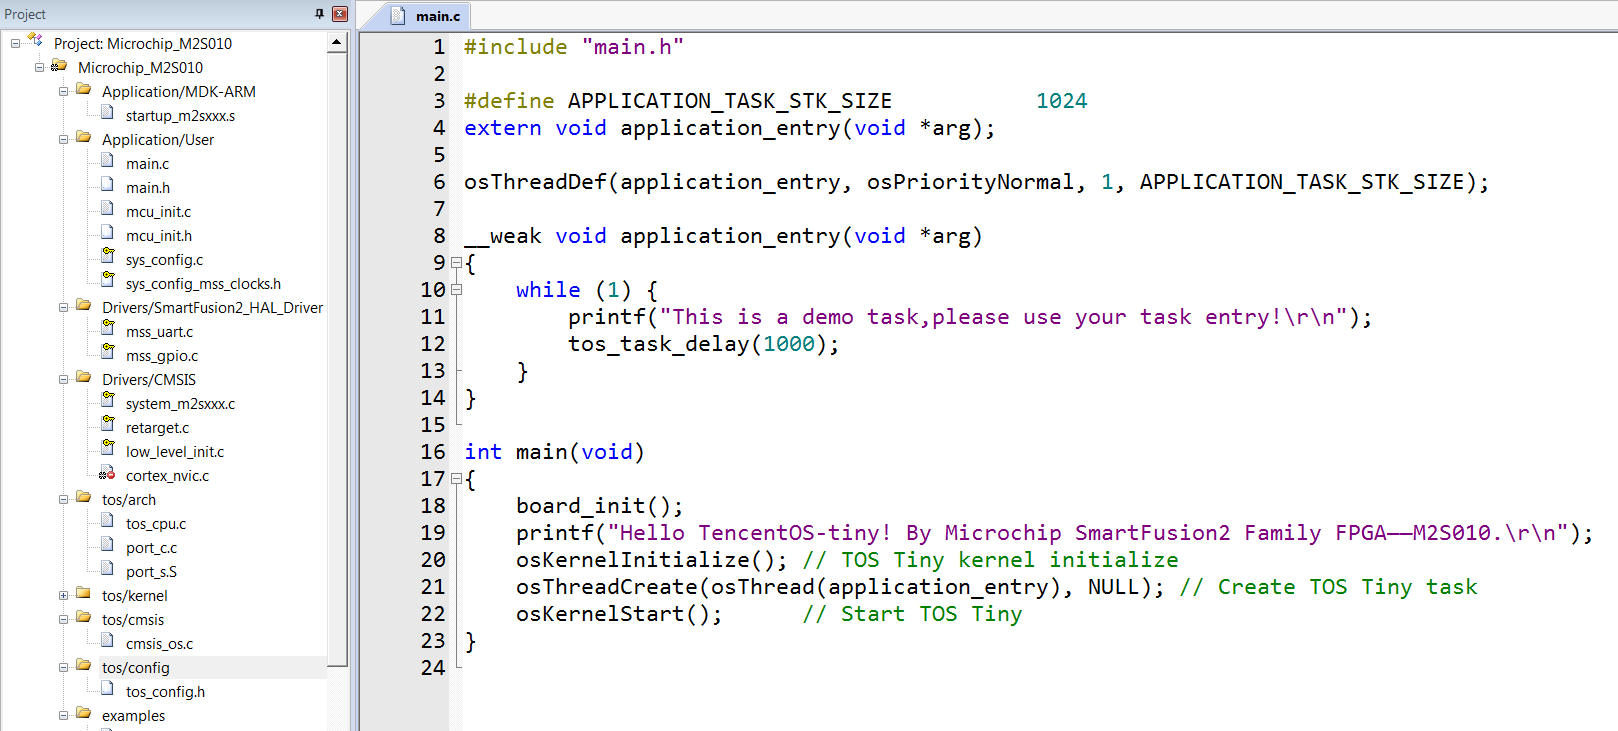 Project
Project: Microchip_M2S010
Microchip_M2S010
Application/MDK-ARM
startup_m2sxxx.s
Application/User
main.c
main.h
mcu_init.c
mcu_init.h
sys_config.c
sys_config_mss_clocks.h
Drivers/SmartFusion2_HAL_Driver
mss_uart.c
mss_gpio.c
Drivers/CMSIS
system_m2sxxx.c
retarget.c
low_level_init.c
cortex_nvic.c
tos/arch
tos_cpu.c
port_c.c
port_s.S
tos/kernel
tos/cmsis
cmsis_os.c
tos/config
tos_config.h
examples
main.c
1 #include "main.h"
2
3 #define APPLICATION_TASK_STK_SIZE 1024
4 extern void application_entry(void *arg);
5
6 osThreadDef(application_entry, osPriorityNormal, 1, APPLICATION_TASK_STK_SIZE);
7
8 __weak void application_entry(void *arg)
9 {
10 while (1) {
11 printf("This is a demo task,please use your task entry!\r\n");
12 tos_task_delay(1000);
13 }
14 }
15
16 int main(void)
17 {
18 board_init();
19 printf("Hello TencentOS-tiny! By Microchip SmartFusion2 Family FPGA——M2S010.\r\n");
20 osKernelInitialize(); // TOS Tiny kernel initialize
21 osThreadCreate(osThread(application_entry), NULL); // Create TOS Tiny task
22 osKernelStart(); // Start TOS Tiny
23 }
24